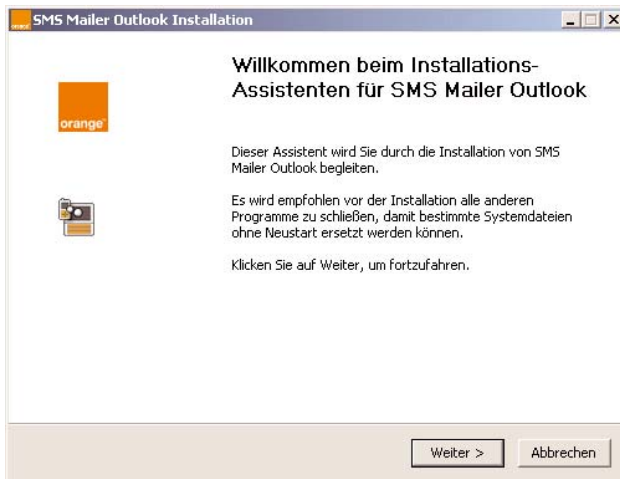 SMS Mailer Outlook Installation
Willkommen beim Installations-
Assistenten für SMS Mailer Outlook
orange™
Dieser Assistent wird Sie durch die Installation von SMS
Mailer Outlook begleiten.
Es wird empfohlen vor der Installation alle anderen
Programme zu schließen, damit bestimmte Systemdateien
ohne Neustart ersetzt werden können.
Klicken Sie auf Weiter, um fortzufahren.
Weiter >
Abbrechen